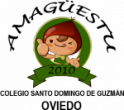 AMAGÜESTU
2010
COLEGIO SANTO DOMINGO DE GUZMÁN
OVIEDO